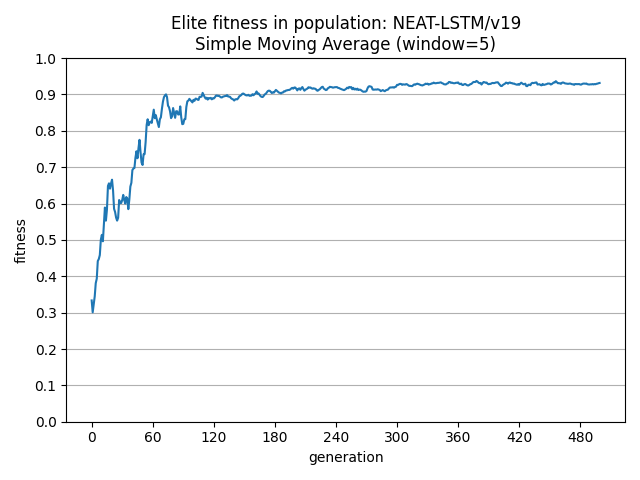 Elite fitness in population: NEAT-LSTM/v19
Simple Moving Average (window=5)
1.0
0.9
0.8
0.7
0.6
0.5
0.4
0.3
0.2
0.1
0.0
fitness
0 60 120 180 240 300 360 420 480
generation